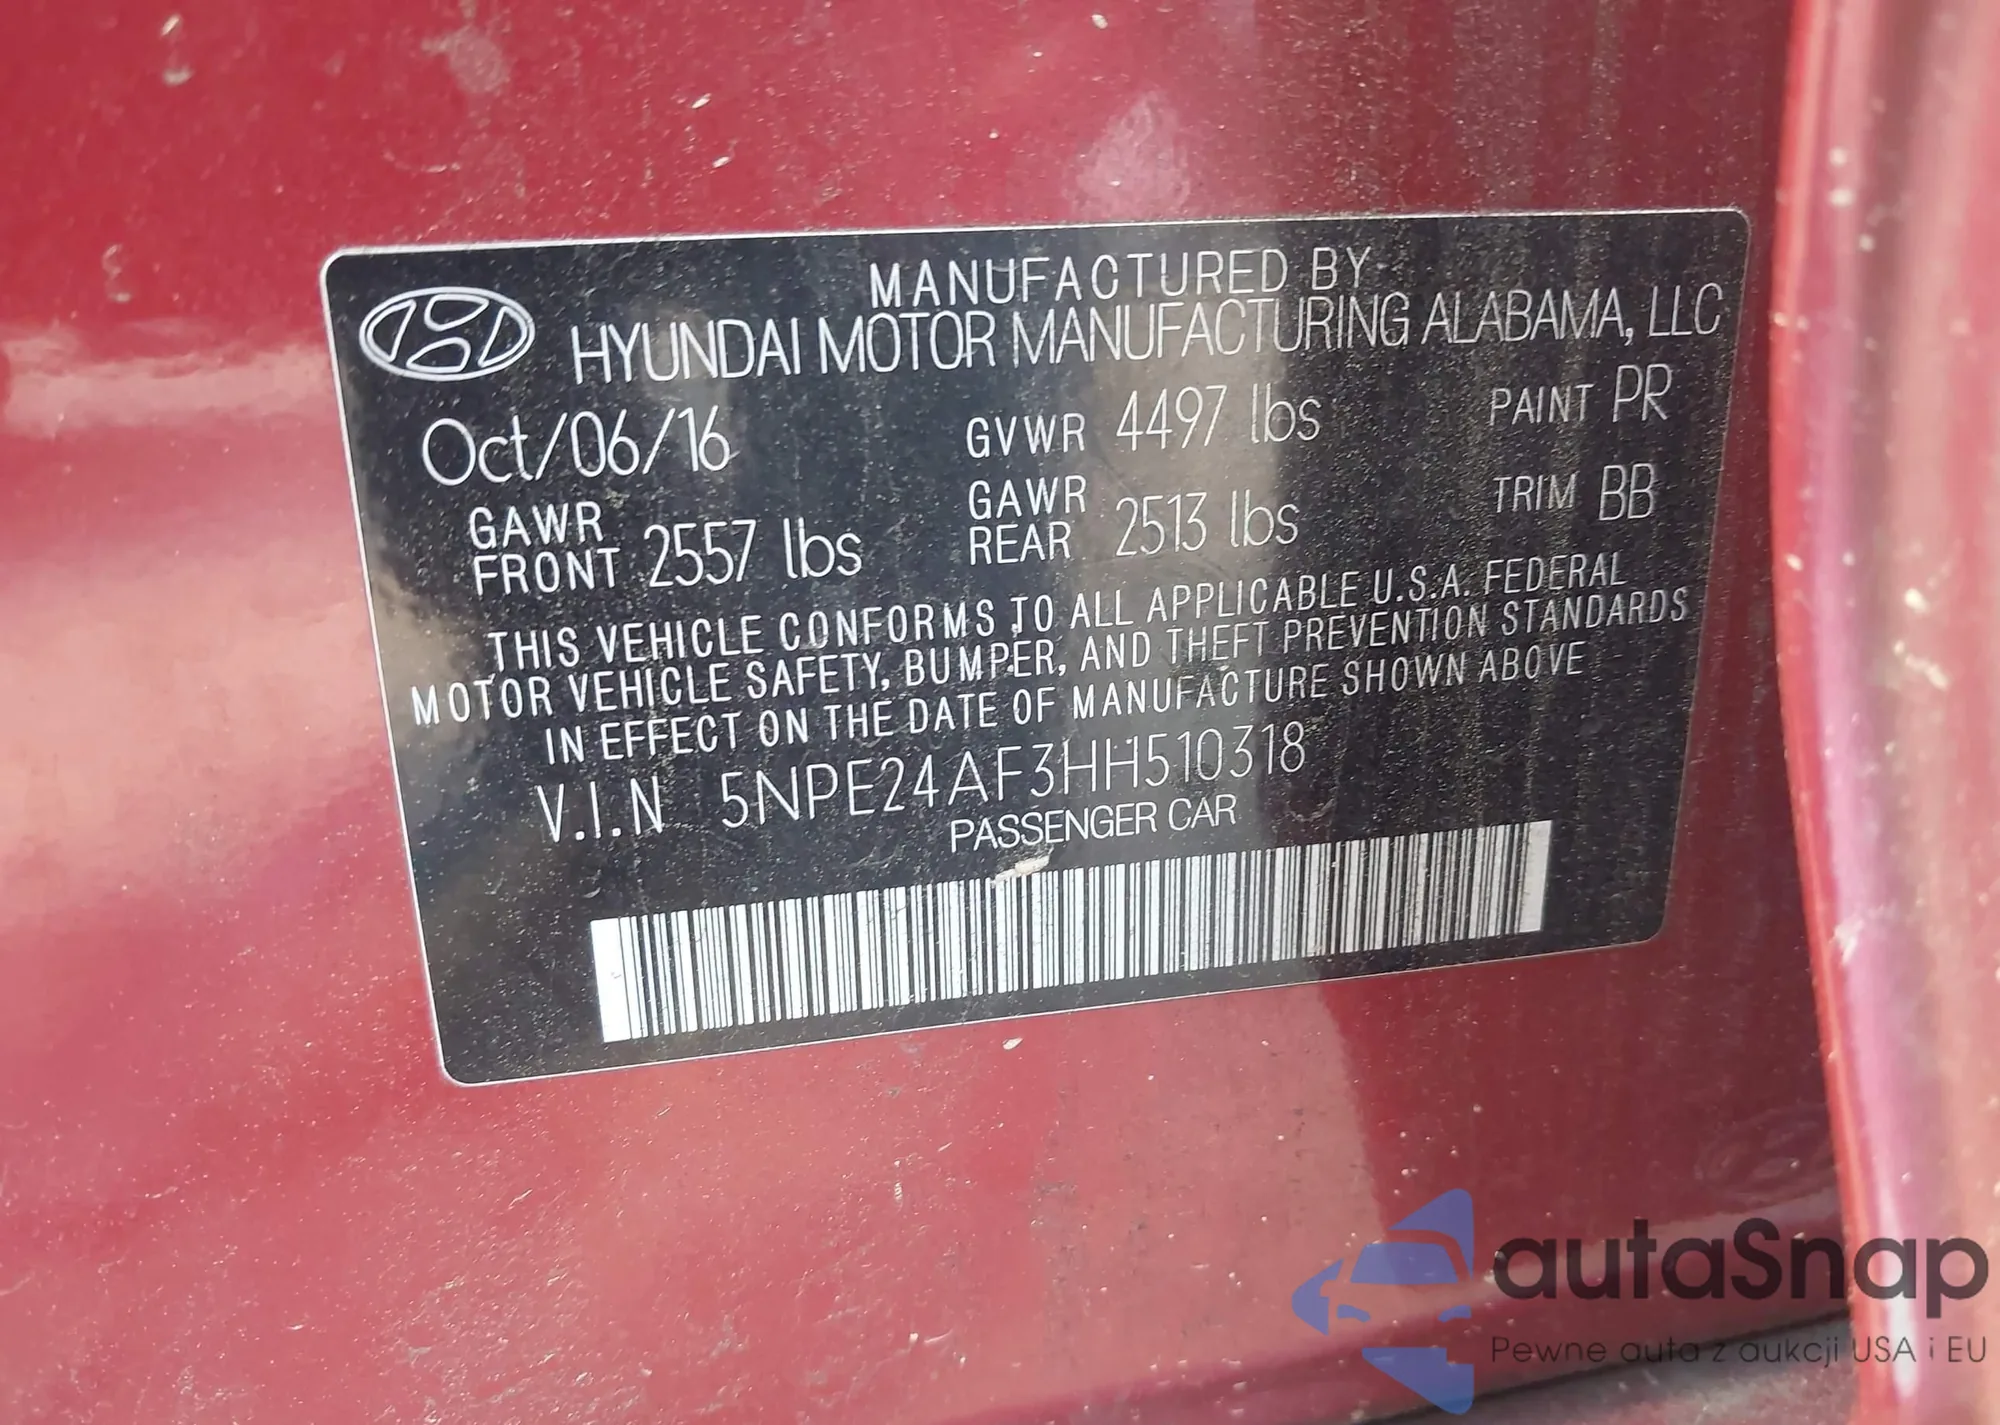 MANUFACTURED BY
HYUNDAI MOTOR MANUFACTURING ALABAMA, LLC
Oct/06/16 GVWR 4497 lbs PAINT PR
GAWR FRONT 2557 lbs GAWR REAR 2513 lbs TRIM BB
THIS VEHICLE CONFORMS TO ALL APPLICABLE U.S.A. FEDERAL
MOTOR VEHICLE SAFETY, BUMPER, AND THEFT PREVENTION STANDARDS
IN EFFECT ON THE DATE OF MANUFACTURE SHOWN ABOVE
V.I.N 5NPE24AF3HH510318
PASSENGER CAR
autaSnap
Pewne auta z aukcji USA i EU